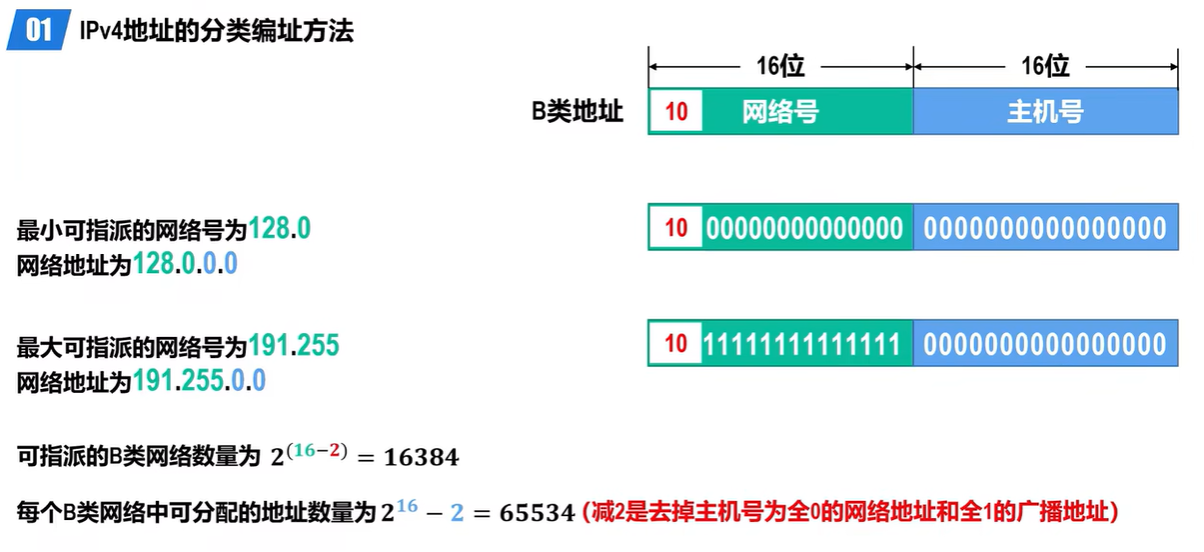 01 IPv4地址的分类编址方法
16位 16位
B类地址 10 网络号 主机号
最小可指派的网络号为128.0
网络地址为128.0.0.0
10 00000000000000 0000000000000000
最大可指派的网络号为191.255
网络地址为191.255.0.0
10 11111111111111 0000000000000000
可指派的B类网络数量为 2^(16−2) = 16384
每个B类网络中可分配的地址数量为 2^16 − 2 = 65534 (减2是去掉主机号为全0的网络地址和全1的广播地址)